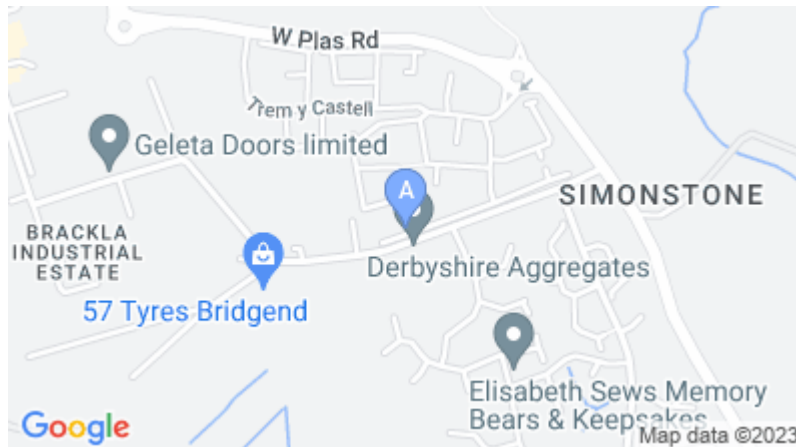 W Plas Rd
Trem y Castell
Geleta Doors limited
A
SIMONSTONE
BRACKLA
INDUSTRIAL
ESTATE
Derbyshire Aggregates
57 Tyres Bridgend
Elisabeth Sews Memory
Bears & Keepsakes
Google
Map data ©2023